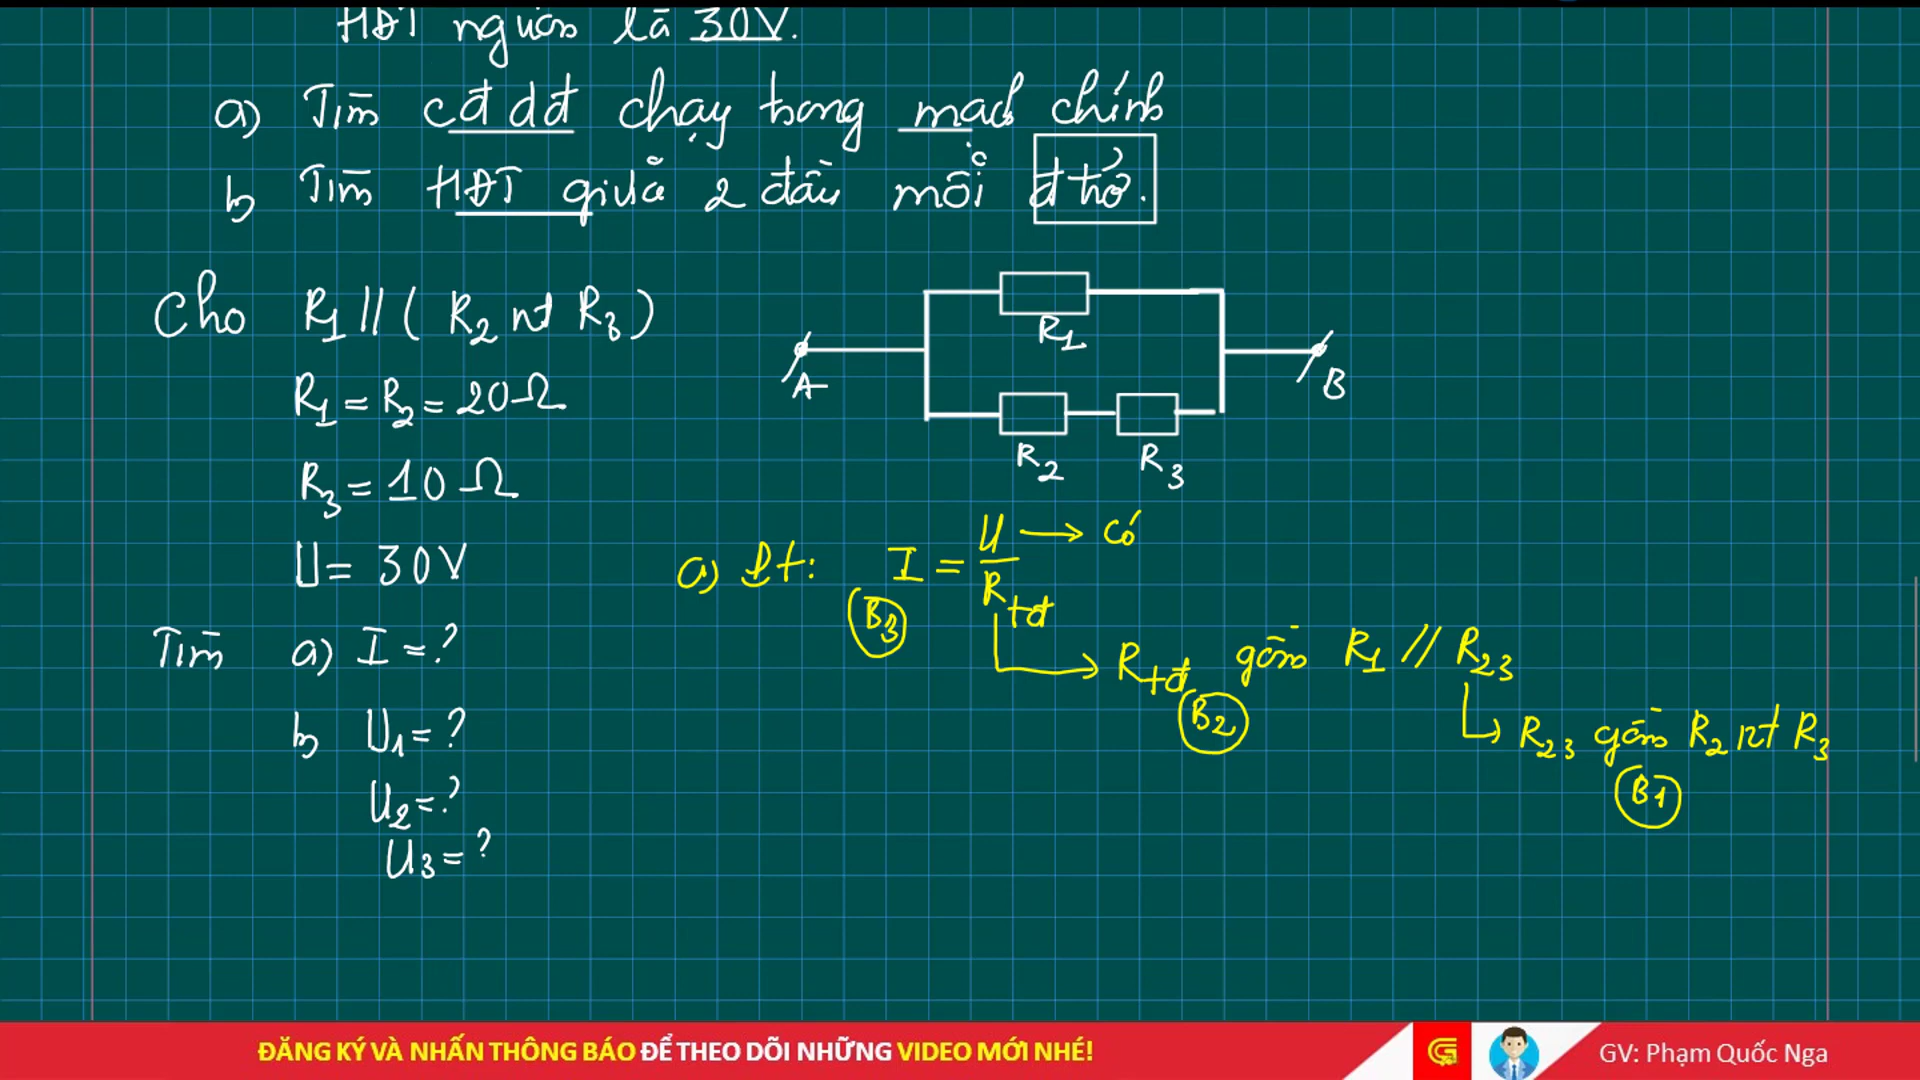 HĐT nguồn là 30V.
a) Tìm cđdđ chạy trong mạch chính
b Tìm HĐT giữa 2 đầu mỗi đ trở.
Cho R1 // ( R2 nt R3 )
R1 = R2 = 20Ω
R3 = 10 Ω
U = 30V
Tìm a) I = ?
b U1 = ?
U2 = ?
U3 = ?
R1
A
B
R2 R3
a) Pt: I = U/Rtđ → có
B3
Rtđ gồm R1 // R23
B2
R23 gồm R2 nt R3
B1
ĐĂNG KÝ VÀ NHẤN THÔNG BÁO ĐỂ THEO DÕI NHỮNG VIDEO MỚI NHÉ!
GV: Phạm Quốc Nga